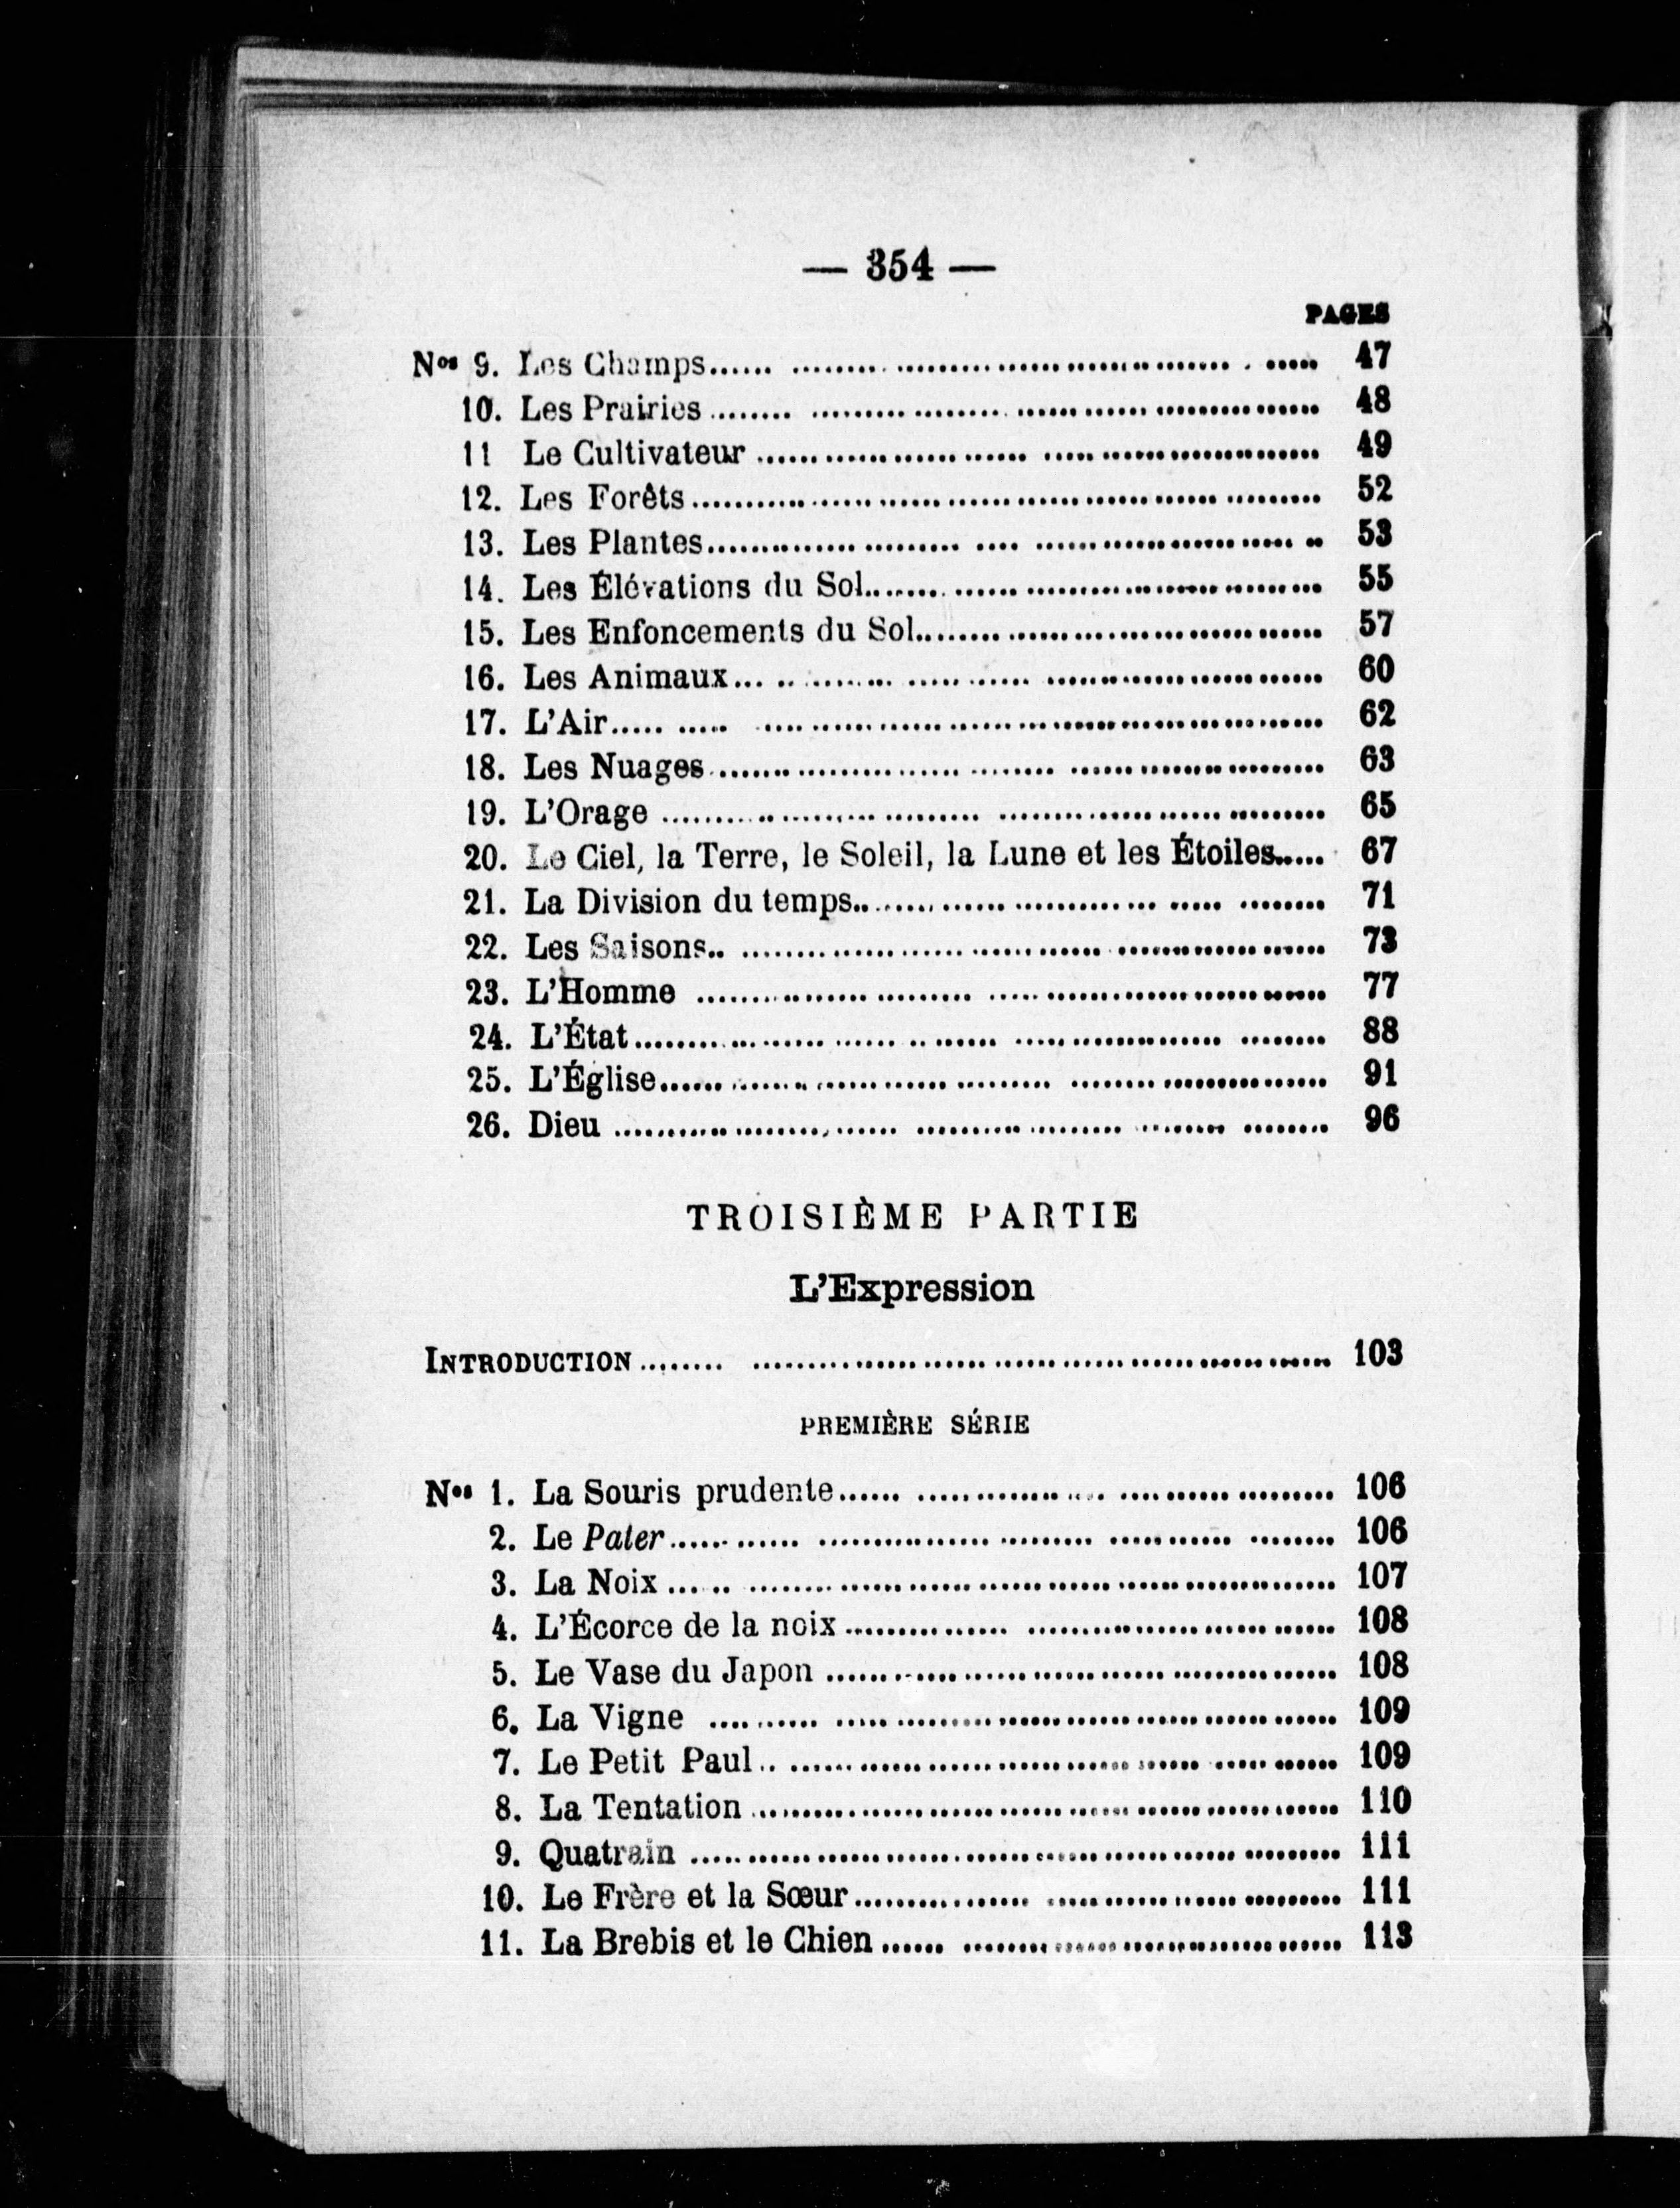 — 354 —
PAGES
Nos 9. Les Champs...... 47
10. Les Prairies...... 48
11 Le Cultivateur...... 49
12. Les Forêts...... 52
13. Les Plantes...... 53
14. Les Élévations du Sol...... 55
15. Les Enfoncements du Sol...... 57
16. Les Animaux...... 60
17. L'Air...... 62
18. Les Nuages...... 63
19. L'Orage...... 65
20. Le Ciel, la Terre, le Soleil, la Lune et les Étoiles..... 67
21. La Division du temps...... 71
22. Les Saisons...... 73
23. L'Homme...... 77
24. L'État...... 88
25. L'Église...... 91
26. Dieu...... 96
TROISIÈME PARTIE
L'Expression
INTRODUCTION...... 103
PREMIÈRE SÉRIE
Nos 1. La Souris prudente...... 106
2. Le Pater...... 106
3. La Noix...... 107
4. L'Écorce de la noix...... 108
5. Le Vase du Japon...... 108
6. La Vigne...... 109
7. Le Petit Paul...... 109
8. La Tentation...... 110
9. Quatrain...... 111
10. Le Frère et la Sœur...... 111
11. La Brebis et le Chien...... 113